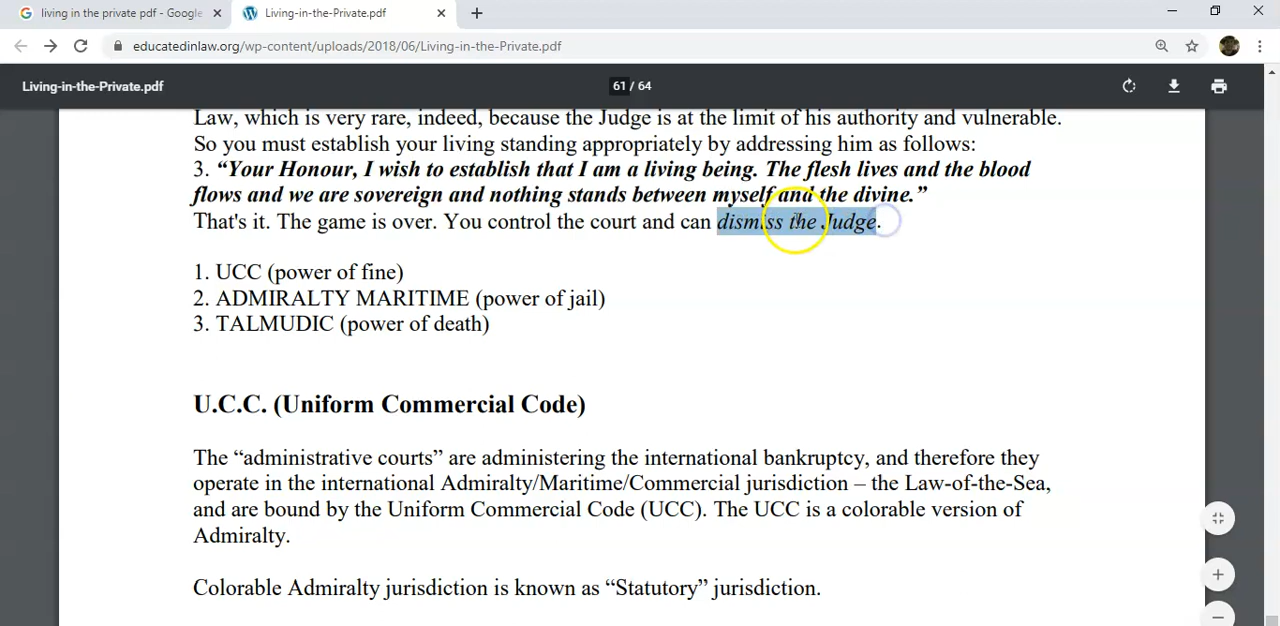 living in the private pdf - Google
Living-in-the-Private.pdf
educatedinlaw.org/wp-content/uploads/2018/06/Living-in-the-Private.pdf
Living-in-the-Private.pdf
61 / 64
Law, which is very rare, indeed, because the Judge is at the limit of his authority and vulnerable.
So you must establish your living standing appropriately by addressing him as follows:
3. “Your Honour, I wish to establish that I am a living being. The flesh lives and the blood
flows and we are sovereign and nothing stands between myself and the divine.”
That's it. The game is over. You control the court and can dismiss the Judge.
1. UCC (power of fine)
2. ADMIRALTY MARITIME (power of jail)
3. TALMUDIC (power of death)
U.C.C. (Uniform Commercial Code)
The “administrative courts” are administering the international bankruptcy, and therefore they
operate in the international Admiralty/Maritime/Commercial jurisdiction – the Law-of-the-Sea,
and are bound by the Uniform Commercial Code (UCC). The UCC is a colorable version of
Admiralty.
Colorable Admiralty jurisdiction is known as “Statutory” jurisdiction.